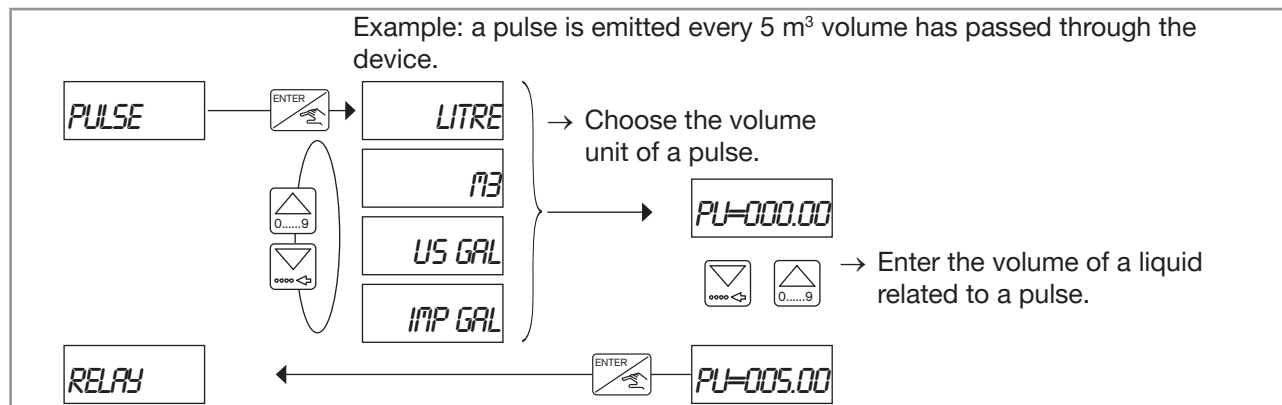 Example: a pulse is emitted every 5 m³ volume has passed through the
device.
PULSE
ENTER
LITRE
→ Choose the volume
unit of a pulse.
M3
0......9
PU=000.00
US GAL
→ Enter the volume of a liquid
related to a pulse.
0......9
IMP GAL
RELAY
ENTER
PU=005.00